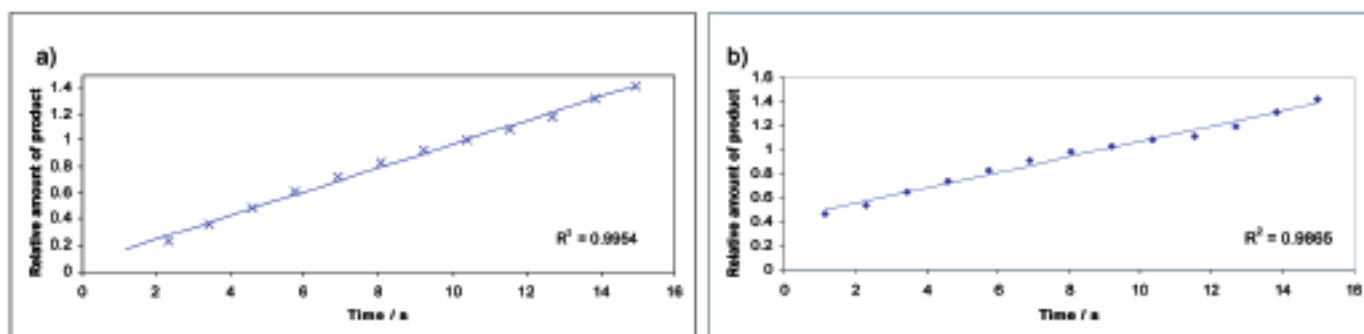 a)
Relative amount of product
1.4
1.2
1
0.8
0.6
0.4
0.2
0
R² = 0.9954
0 2 4 6 8 10 12 14 16
Time / s
b)
Relative amount of product
1.6
1.4
1.2
1
0.8
0.6
0.4
0.2
0
R² = 0.9865
0 2 4 6 8 10 12 14 16
Time / s